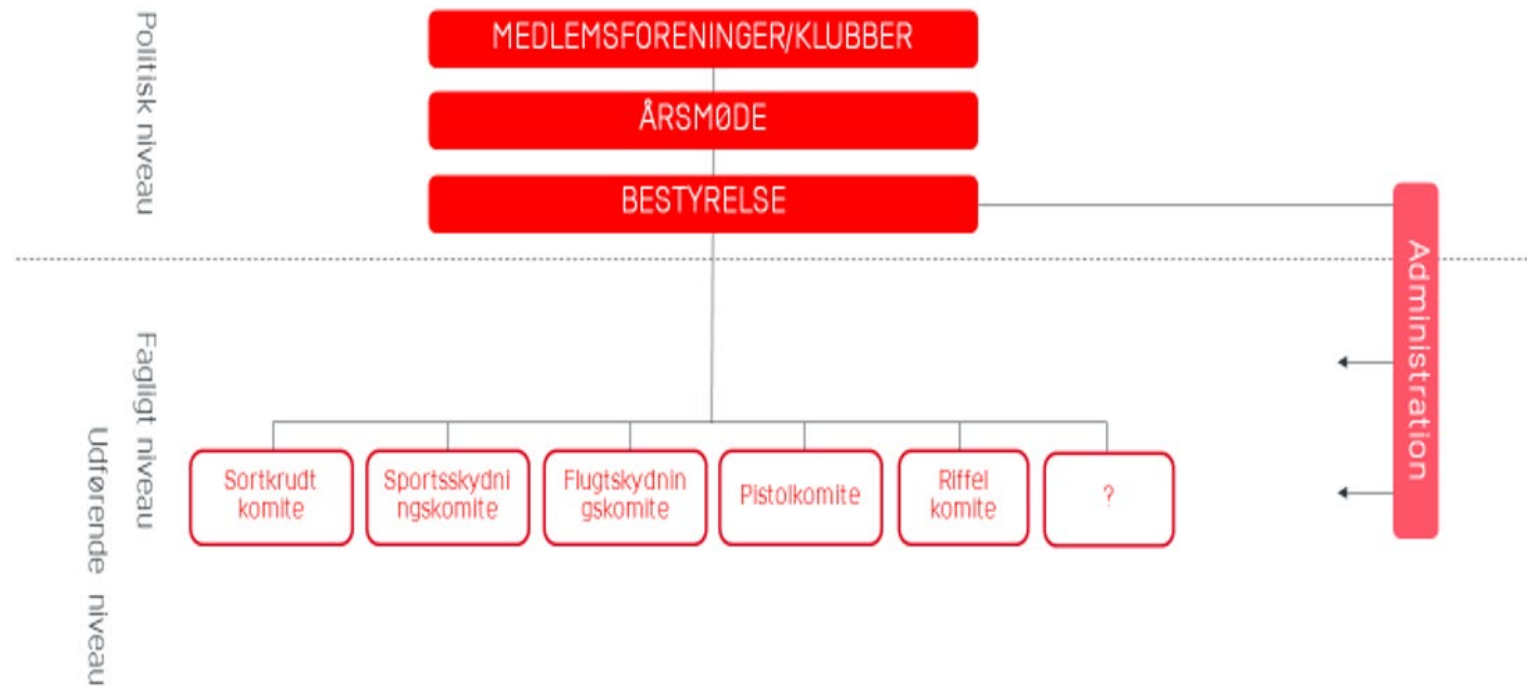 Politisk niveau
MEDLEMSFORENINGER/KLUBBER
ÅRSMØDE
BESTYRELSE
Administration
Fagligt niveau
Udførende niveau
Sortkrudt
komite
Sportsskydni
ngskomite
Flugtskydnin
gskomite
Pistolkomite
Riffel
komite
?